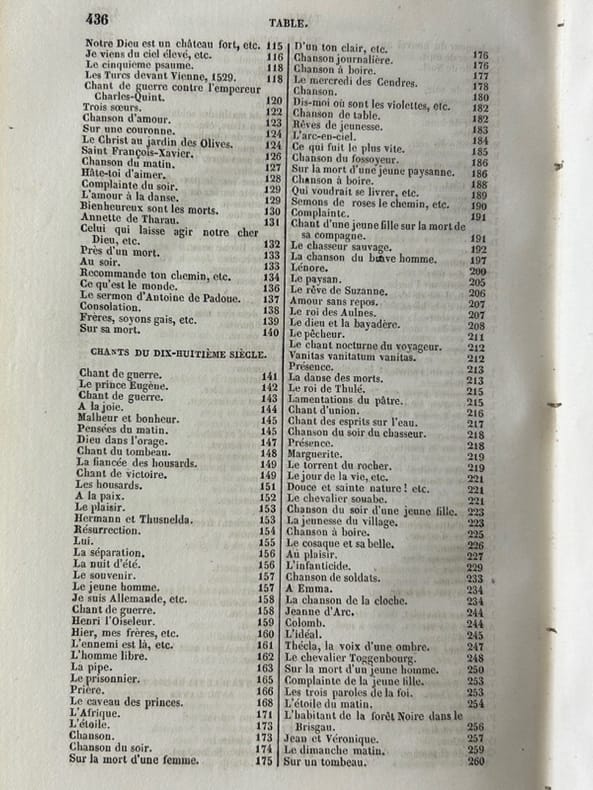 436
TABLE.
Notre Dieu est un château fort, etc. 115
Je viens du ciel élevé, etc. 116
Le cinquième psaume. 118
Les Turcs devant Vienne, 1529. 118
Chant de guerre contre l'empereur
Charles-Quint. 120
Trois sœurs. 122
Chanson d'amour. 123
Sur une couronne. 124
Le Christ au jardin des Olives. 124
Saint François-Xavier. 126
Chanson du matin. 127
Hâte-toi d'aimer. 128
Complainte du soir. 129
L'amour à la danse. 129
Bienheureux sont les morts. 130
Annette de Tharau. 131
Celui qui laisse agir notre cher
Dieu, etc. 132
Près d'un mort. 133
Au soir. 133
Recommande ton chemin, etc. 134
Ce qu'est le monde. 136
Le sermon d'Antoine de Padoue. 137
Consolation. 138
Frères, soyons gais, etc. 139
Sur sa mort. 140
CHANTS DU DIX-HUITIÈME SIÈCLE.
Chant de guerre. 141
Le prince Eugène. 142
Chant de guerre. 143
A la joie. 144
Malheur et bonheur. 145
Pensées du matin. 145
Dieu dans l'orage. 147
Chant du tombeau. 148
La fiancée des housards. 149
Chant de victoire. 149
Les housards. 151
A la paix. 152
Le plaisir. 153
Hermann et Thusnelda. 153
Résurrection. 154
Lui. 155
La séparation. 156
La nuit d'été. 156
Le souvenir. 157
Le jeune homme. 157
Je suis Allemande, etc. 158
Chant de guerre. 158
Henri l'Oiseleur. 159
Hier, mes frères, etc. 160
L'ennemi est là, etc. 161
L'homme libre. 162
La pipe. 163
Le prisonnier. 165
Prière. 166
Le caveau des princes. 168
L'Afrique. 171
L'étoile. 173
Chanson. 173
Chanson du soir. 174
Sur la mort d'une femme. 175
D'un ton clair, etc. 176
Chanson journalière. 176
Chanson à boire. 177
Le mercredi des Cendres. 178
Chanson. 180
Dis-moi où sont les violettes, etc. 182
Chanson de table. 182
Rêves de jeunesse. 183
L'arc-en-ciel. 184
Ce qui fuit le plus vite. 185
Chanson du fossoyeur. 186
Sur la mort d'une jeune paysanne. 186
Chanson à boire. 188
Qui voudrait se livrer, etc. 189
Semons de roses le chemin, etc. 190
Complainte. 191
Chant d'une jeune fille sur la mort de
sa compagne. 191
Le chasseur sauvage. 192
La chanson du brave homme. 197
Lénore. 200
Le paysan. 205
Le rêve de Suzanne. 206
Amour sans repos. 207
Le roi des Aulnes. 207
Le dieu et la bayadère. 208
Le pêcheur. 211
Le chant nocturne du voyageur. 212
Vanitas vanitatum vanitas. 212
Présence. 213
La danse des morts. 213
Le roi de Thulé. 215
Lamentations du pâtre. 215
Chant d'union. 216
Chant des esprits sur l'eau. 217
Chanson du soir du chasseur. 218
Présence. 218
Marguerite. 219
Le torrent du rocher. 219
Le jour de la vie, etc. 221
Douce et sainte nature! etc. 221
Le chevalier souabe.
Chanson du soir d'une jeune fille. 223
La jeunesse du village. 223
Chanson à boire. 225
Le cosaque et sa belle. 226
Au plaisir. 227
L'infanticide. 229
Chanson de soldats. 233
A Emma. 234
La chanson de la cloche. 234
Jeanne d'Arc. 244
Colomb. 244
L'idéal. 245
Thécla, la voix d'une ombre. 247
Le chevalier Toggenbourg. 248
Sur la mort d'un jeune homme. 250
Complainte de la jeune fille. 253
Les trois paroles de la foi. 253
L'étoile du matin. 254
L'habitant de la forêt Noire dans le
Brisgau. 256
Jean et Véronique. 257
Le dimanche matin. 259
Sur un tombeau. 260